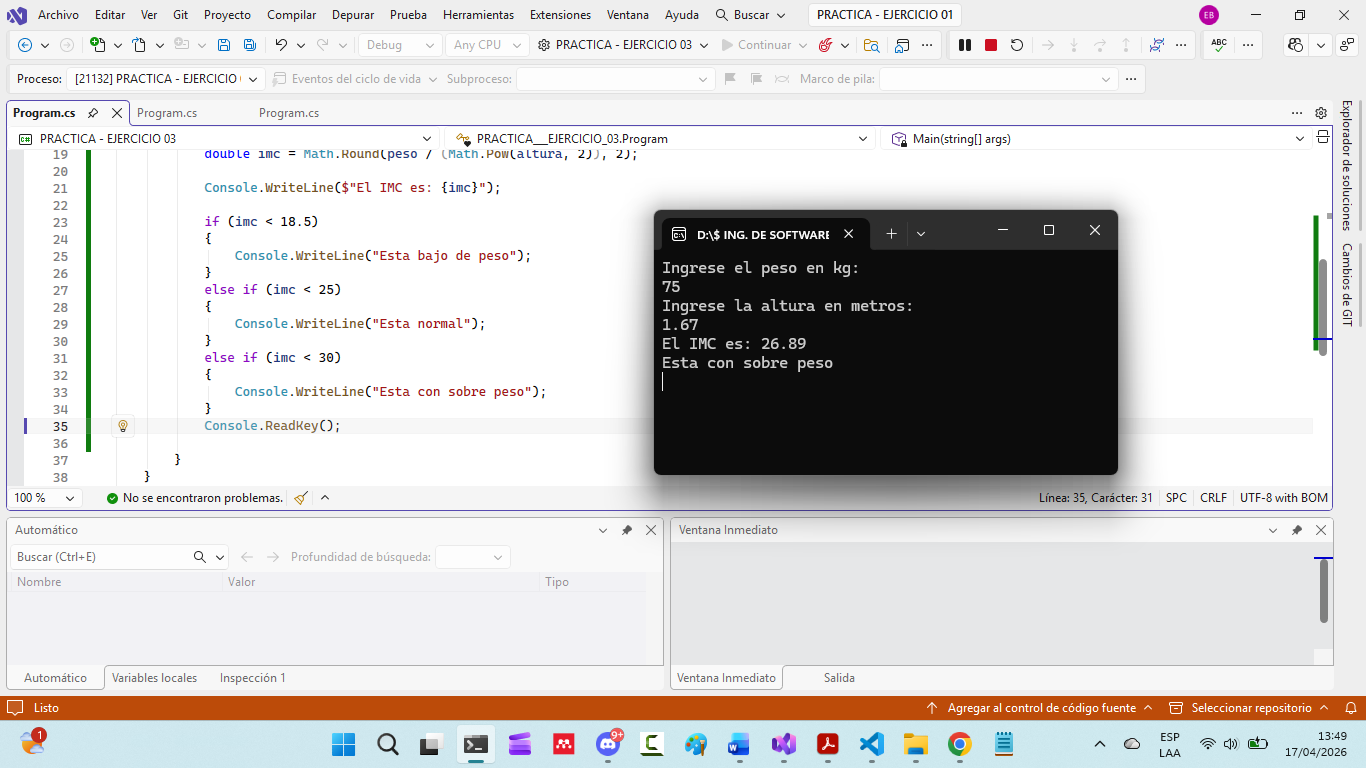 Archivo Editar Ver Git Proyecto Compilar Depurar Prueba Herramientas Extensiones Ventana Ayuda Buscar PRACTICA - EJERCICIO 01 EB
Debug Any CPU PRACTICA - EJERCICIO 03 Continuar ABC
Proceso: [21132] PRACTICA - EJERCICIO Eventos del ciclo de vida Subproceso: Marco de pila:
Program.cs Program.cs Program.cs
C# PRACTICA - EJERCICIO 03 PRACTICA___EJERCICIO_03.Program Main(string[] args)
19 double imc = Math.Round(peso / (Math.Pow(altura, 2)), 2);
20
21 Console.WriteLine($"El IMC es: {imc}");
22
23 if (imc < 18.5)
24 {
25 Console.WriteLine("Esta bajo de peso");
26 }
27 else if (imc < 25)
28 {
29 Console.WriteLine("Esta normal");
30 }
31 else if (imc < 30)
32 {
33 Console.WriteLine("Esta con sobre peso");
34 }
35 Console.ReadKey();
36
37 }
38 }
D:\$ ING. DE SOFTWARE
Ingrese el peso en kg:
75
Ingrese la altura en metros:
1.67
El IMC es: 26.89
Esta con sobre peso
Explorador de soluciones
Cambios de GIT
100 % No se encontraron problemas. Línea: 35, Carácter: 31 SPC CRLF UTF-8 with BOM
Automático
Buscar (Ctrl+E) Profundidad de búsqueda:
Nombre Valor Tipo
Automático Variables locales Inspección 1
Ventana Inmediato
Ventana Inmediato Salida
Listo Agregar al control de código fuente Seleccionar repositorio
1 9+ ESP LAA 13:49
17/04/2026